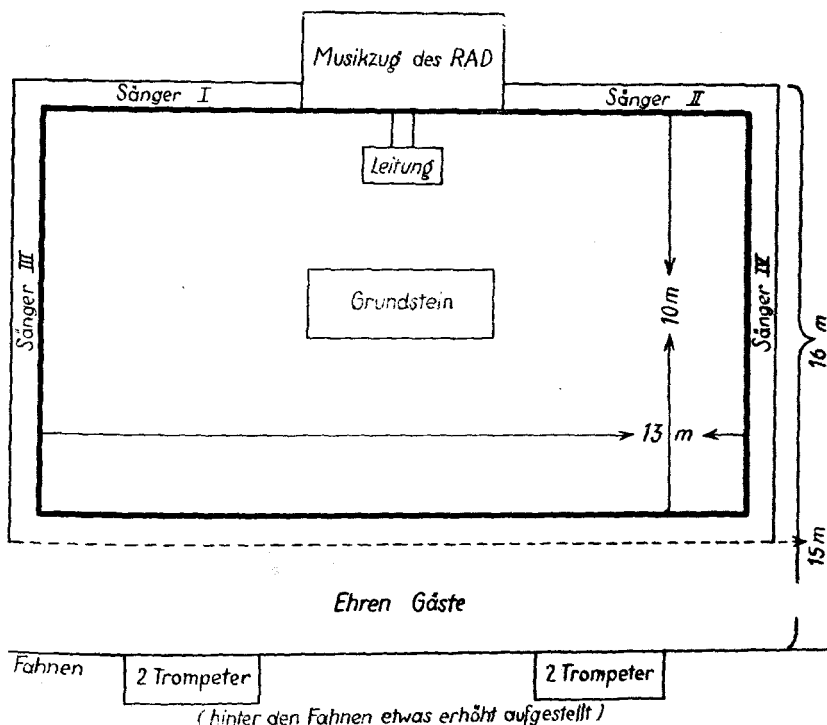 Musikzug des RAD
Sänger I
Sänger II
Leitung
Sänger III
Grundstein
10 m
Sänger IV
16 m
13 m
15 m
Ehren Gäste
Fahnen
2 Trompeter
2 Trompeter
( hinter den Fahnen etwas erhöht aufgestellt )